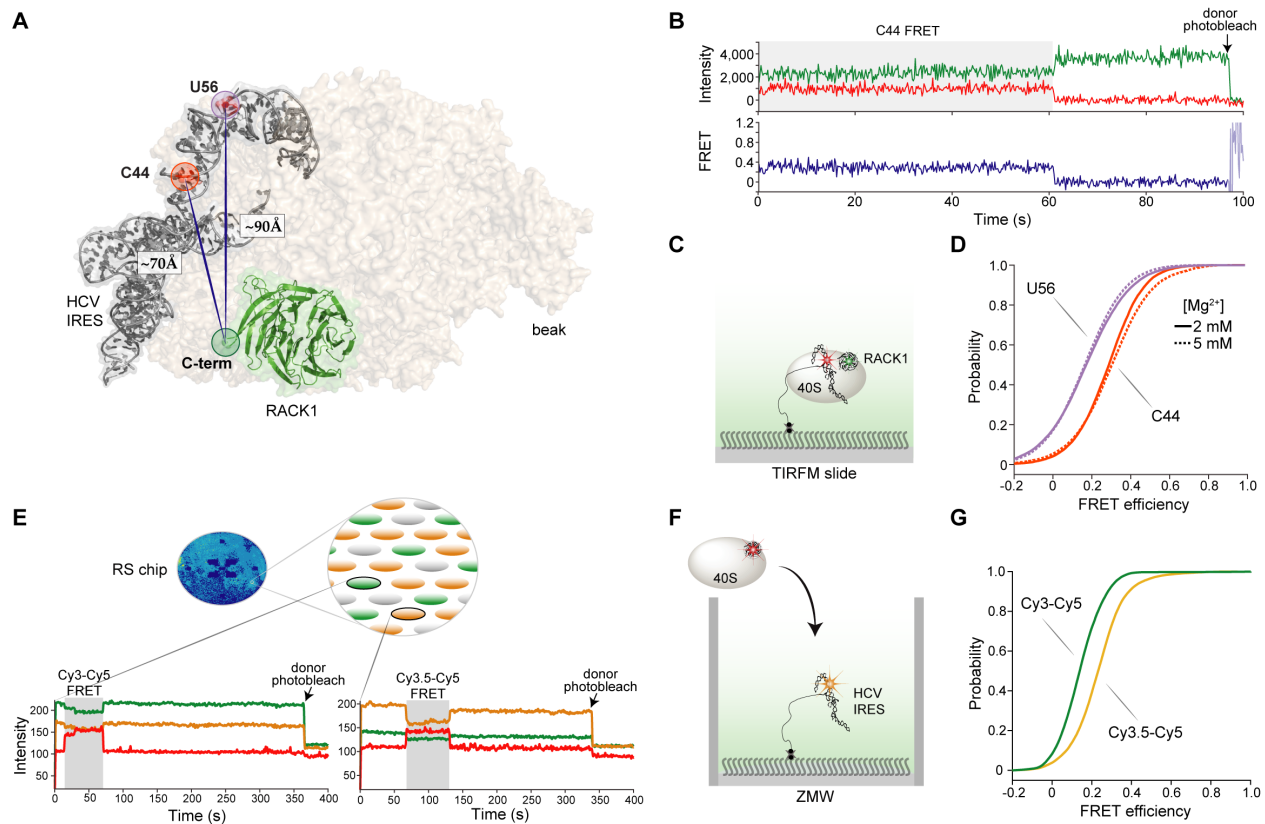 A
U56
C44
~90Å
~70Å
HCV
IRES
C-term
RACK1
beak
B
C44 FRET
donor
photobleach
Intensity
4,000
2,000
0
FRET
1.2
0.8
0.4
0
0 20 40 60 80 100
Time (s)
C
RACK1
40S
TIRFM slide
D
Probability
1.0
0.8
0.6
0.4
0.2
0
U56
[Mg2+]
2 mM
5 mM
C44
-0.2 0 0.2 0.4 0.6 0.8 1.0
FRET efficiency
E
RS chip
Cy3-Cy5
FRET
donor
photobleach
Intensity
200
150
100
50
0 50 100 150 200 250 300 350 400
Time (s)
Cy3.5-Cy5
FRET
donor
photobleach
200
150
100
50
0 50 100 150 200 250 300 350 400
Time (s)
F
40S
HCV
IRES
ZMW
G
Probability
1.0
0.8
0.6
0.4
0.2
0
Cy3-Cy5
Cy3.5-Cy5
-0.2 0 0.2 0.4 0.6 0.8 1.0
FRET efficiency